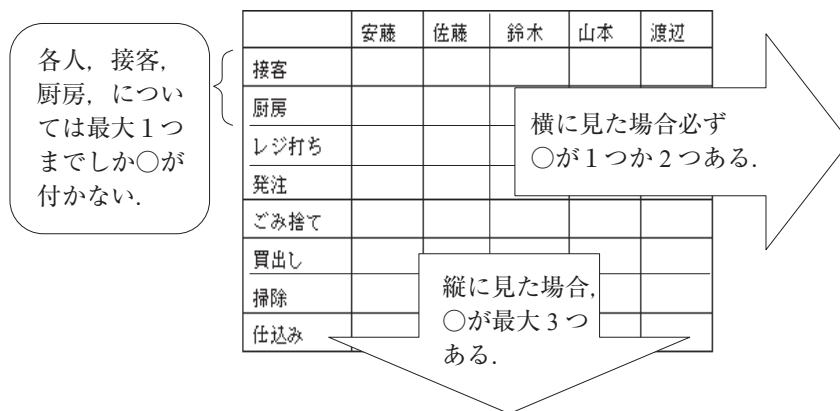 安藤 佐藤 鈴木 山本 渡辺
各人，接客，
厨房，につい
ては最大１つ
までしか○が
付かない．
接客
厨房
レジ打ち
発注
ごみ捨て
買出し
掃除
仕込み
横に見た場合必ず
○が１つか２つある．
縦に見た場合，
○が最大３つ
ある．